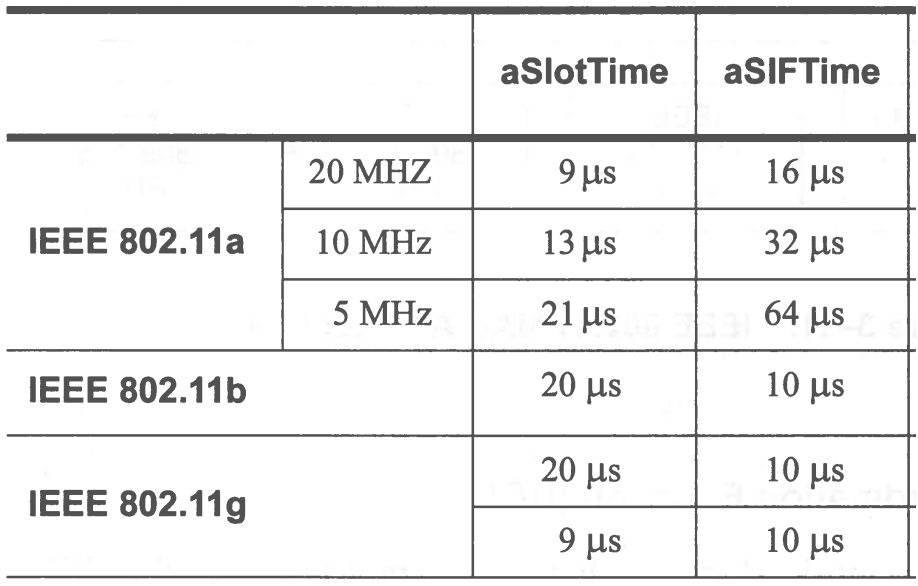 aSlotTime aSIFTime
20 MHZ 9 μs 16 μs
IEEE 802.11a 10 MHz 13 μs 32 μs
5 MHz 21 μs 64 μs
IEEE 802.11b 20 μs 10 μs
20 μs 10 μs
IEEE 802.11g
9 μs 10 μs